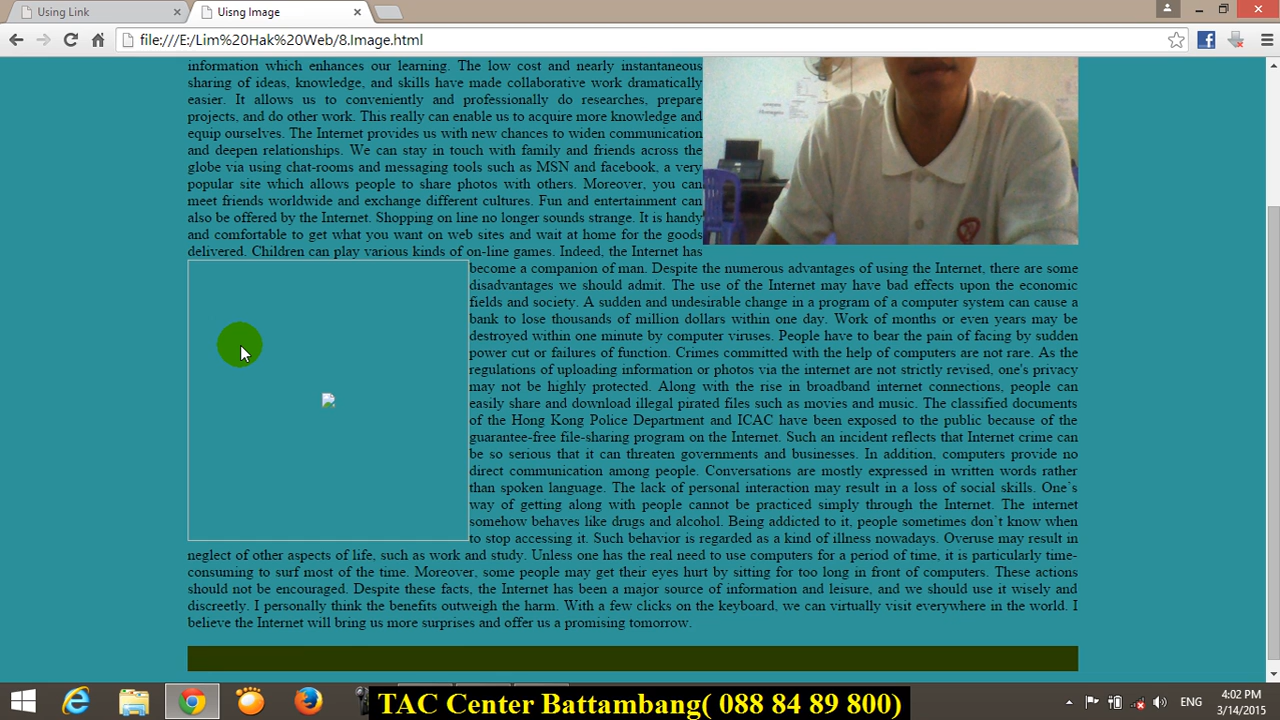 Using Link
Uisng Image
file:///E:/Lim%20Hak%20Web/8.Image.html
information which enhances our learning. The low cost and nearly instantaneous
sharing of ideas, knowledge, and skills have made collaborative work dramatically
easier. It allows us to conveniently and professionally do researches, prepare
projects, and do other work. This really can enable us to acquire more knowledge and
equip ourselves. The Internet provides us with new chances to widen communication
and deepen relationships. We can stay in touch with family and friends across the
globe via using chat-rooms and messaging tools such as MSN and facebook, a very
popular site which allows people to share photos with others. Moreover, you can
meet friends worldwide and exchange different cultures. Fun and entertainment can
also be offered by the Internet. Shopping on line no longer sounds strange. It is handy
and comfortable to get what you want on web sites and wait at home for the goods
delivered. Children can play various kinds of on-line games. Indeed, the Internet has
become a companion of man. Despite the numerous advantages of using the Internet, there are some
disadvantages we should admit. The use of the Internet may have bad effects upon the economic
fields and society. A sudden and undesirable change in a program of a computer system can cause a
bank to lose thousands of million dollars within one day. Work of months or even years may be
destroyed within one minute by computer viruses. People have to bear the pain of facing by sudden
power cut or failures of function. Crimes committed with the help of computers are not rare. As the
regulations of uploading information or photos via the internet are not strictly revised, one's privacy
may not be highly protected. Along with the rise in broadband internet connections, people can
easily share and download illegal pirated files such as movies and music. The classified documents
of the Hong Kong Police Department and ICAC have been exposed to the public because of the
guarantee-free file-sharing program on the Internet. Such an incident reflects that Internet crime can
be so serious that it can threaten governments and businesses. In addition, computers provide no
direct communication among people. Conversations are mostly expressed in written words rather
than spoken language. The lack of personal interaction may result in a loss of social skills. One`s
way of getting along with people cannot be practiced simply through the Internet. The internet
somehow behaves like drugs and alcohol. Being addicted to it, people sometimes don`t know when
to stop accessing it. Such behavior is regarded as a kind of illness nowadays. Overuse may result in
neglect of other aspects of life, such as work and study. Unless one has the real need to use computers for a period of time, it is particularly time-
consuming to surf most of the time. Moreover, some people may get their eyes hurt by sitting for too long in front of computers. These actions
should not be encouraged. Despite these facts, the Internet has been a major source of information and leisure, and we should use it wisely and
discreetly. I personally think the benefits outweigh the harm. With a few clicks on the keyboard, we can virtually visit everywhere in the world. I
believe the Internet will bring us more surprises and offer us a promising tomorrow.
TAC Center Battambang( 088 84 89 800)
ENG
4:02 PM
3/14/2015